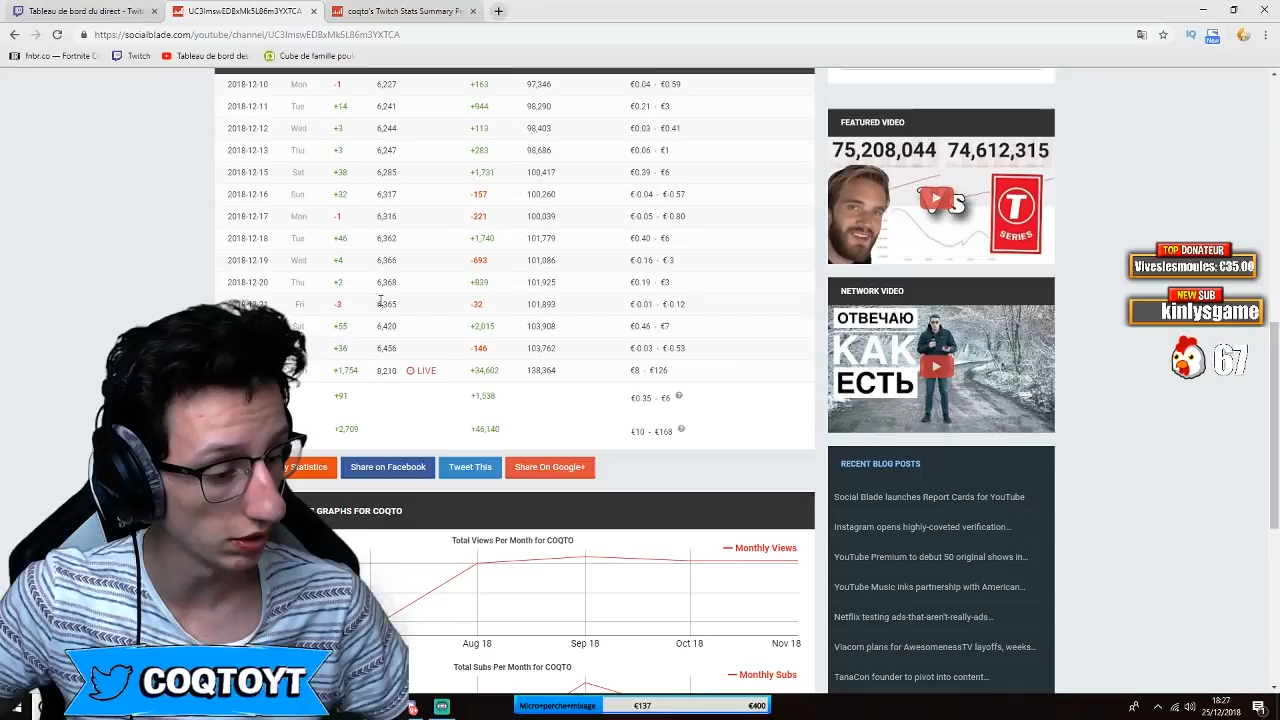 Tableau de bord de vidéos
UC3ImswEDBxMk5L86m3YXTCA
coqto's Twitch Stats Summary P
https://socialblade.com/youtube/channel/UC3ImswEDBxMk5L86m3YXTCA
IQ
New
fnbr.co — Fortnite C
Twitch
Tableau de bord des
Cube de famille eups
2018-12-10 Mon -1 6,227 +163 97,346 €0.04 - €0.59
2018-12-11 Tue +14 6,241 +944 98,290 €0.21 - €3
2018-12-12 Wed +3 6,244 +113 98,403 €0.03 - €0.41
2018-12-13 Thu +3 6,247 +283 98,686 €0.06 - €1
2018-12-15 Sat +38 6,285 +1,731 100,417 €0.39 - €6
2018-12-16 Sun +32 6,317 -157 100,260 €-0.04 - €-0.57
2018-12-17 Mon -1 6,316 -221 100,039 €-0.05 - €-0.80
2018-12-18 Tue +46 6,362 +1,740 101,779 €0.40 - €6
2018-12-19 Wed +4 6,366 -693 101,086 €-0.16 - €-3
2018-12-20 Thu +2 6,368 +839 101,925 €0.19 - €3
Fri -3 6,365 -32 101,893 €-0.01 - €-0.12
Sat +55 6,420 +2,015 103,908 €0.46 - €7
+36 6,456 -146 103,762 €-0.03 - €-0.53
+1,754 8,210 LIVE +34,602 138,364 €8 - €126
+91 +1,538 €0.35 - €6
+2,709 +46,140 €10 - €168
Statistics
Share on Facebook
Tweet This
Share On Google+
GRAPHS FOR COQTO
Total Views Per Month for COQTO
Monthly Views
Aug 18 Sep 18 Oct 18 Nov 18
Total Subs Per Month for COQTO
Monthly Subs
FEATURED VIDEO
75,208,044 74,612,315
VS
T
SERIES
NETWORK VIDEO
ОТВЕЧАЮ
КАК
ЕСТЬ
RECENT BLOG POSTS
Social Blade launches Report Cards for YouTube
Instagram opens highly-coveted verification...
YouTube Premium to debut 50 original shows in...
YouTube Music inks partnership with American...
Netflix testing ads-that-aren't-really-ads...
Viacom plans for AwesomenessTV layoffs, weeks...
TanaCon founder to pivot into content...
TOP DONATEUR
Viveslesmoules: €35.00
NEW SUB
kinlysgame
67
COQTOYT
Micro+perche+mixage €137 €400
18:27
25/12/2018